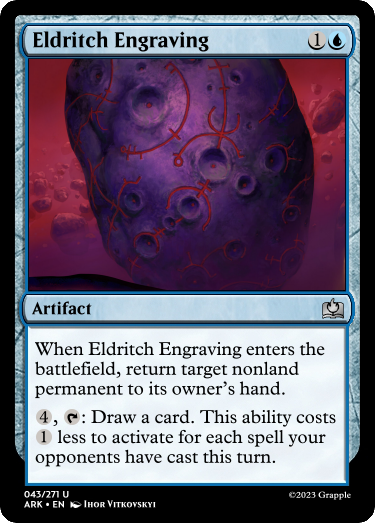 Eldritch Engraving 1
Artifact
When Eldritch Engraving enters the
battlefield, return target nonland
permanent to its owner's hand.
4, : Draw a card. This ability costs
1 less to activate for each spell your
opponents have cast this turn.
043/271 U
ARK • EN Ihor Vitkovskyi
©2023 Grapple